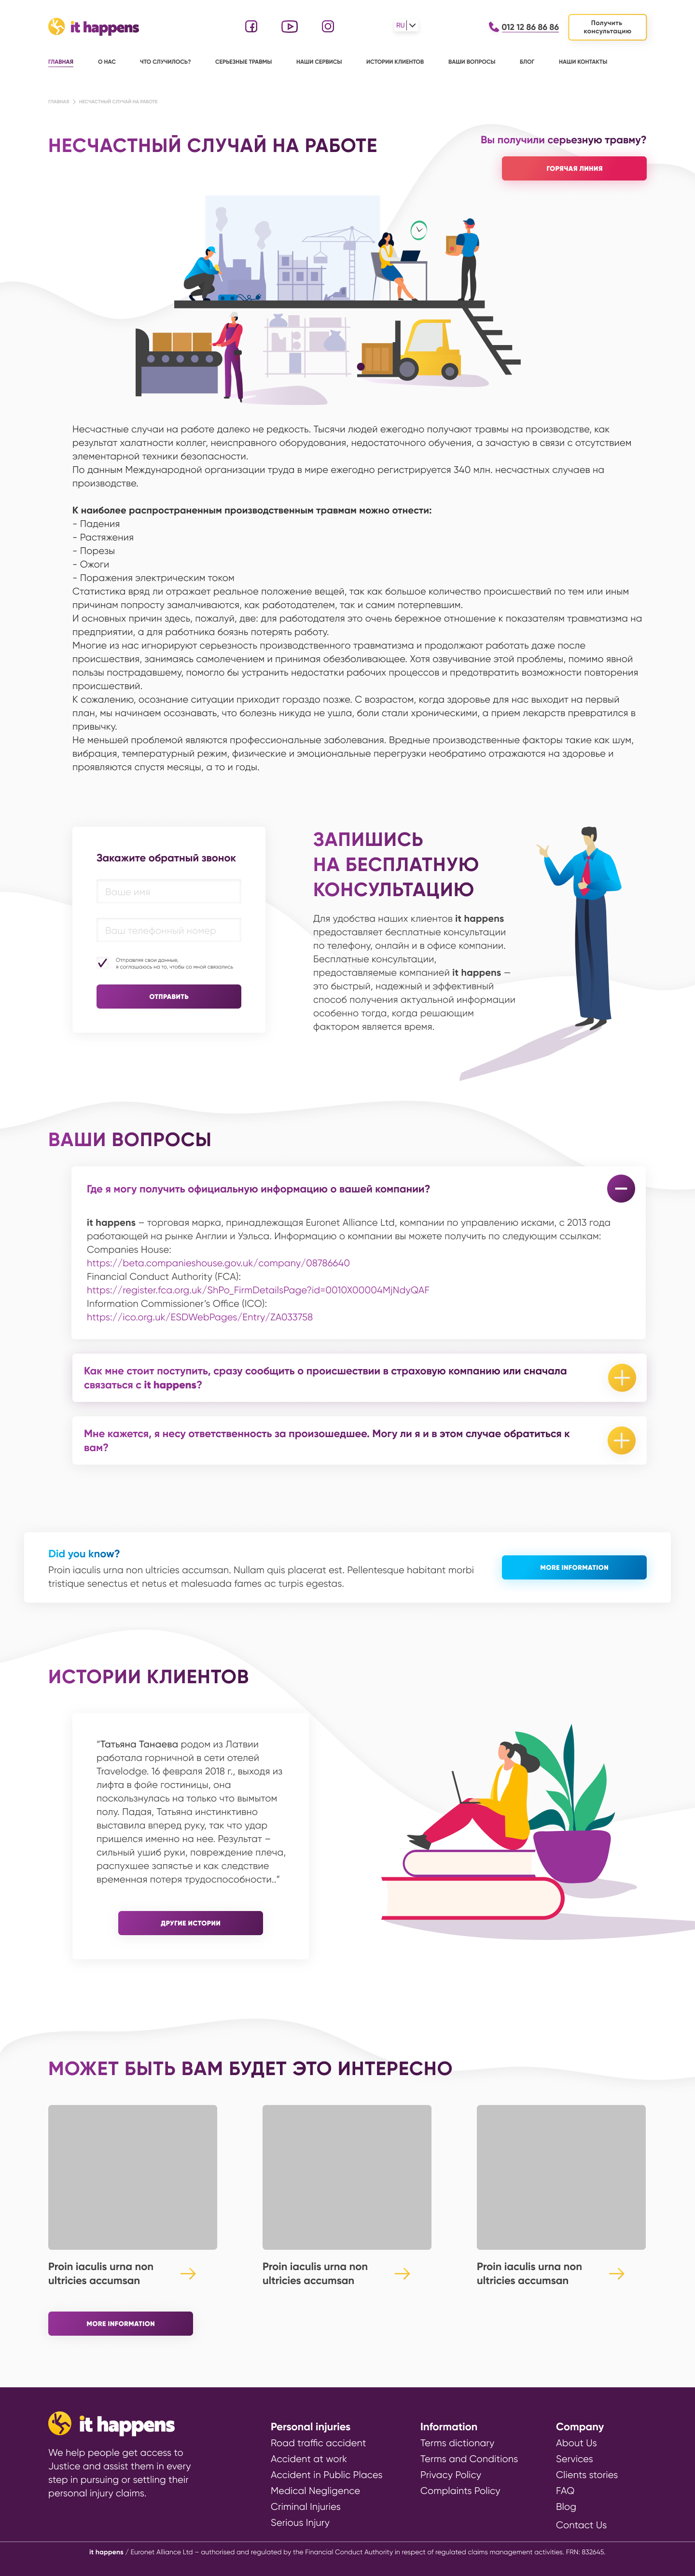 it happens
RU
012 12 86 86 86
Получить
консультацию
ГЛАВНАЯ
О НАС
ЧТО СЛУЧИЛОСЬ?
СЕРЬЕЗНЫЕ ТРАВМЫ
НАШИ СЕРВИСЫ
ИСТОРИИ КЛИЕНТОВ
ВАШИ ВОПРОСЫ
БЛОГ
НАШИ КОНТАКТЫ
ГЛАВНАЯ > НЕСЧАСТНЫЙ СЛУЧАЙ НА РАБОТЕ
НЕСЧАСТНЫЙ СЛУЧАЙ НА РАБОТЕ
Вы получили серьезную травму?
ГОРЯЧАЯ ЛИНИЯ
Несчастные случаи на работе далеко не редкость. Тысячи людей ежегодно получают травмы на производстве, как
результат халатности коллег, неисправного оборудования, недостаточного обучения, а зачастую в связи с отсутствием
элементарной техники безопасности.
По данным Международной организации труда в мире ежегодно регистрируется 340 млн. несчастных случаев на
производстве.
К наиболее распространенным производственным травмам можно отнести:
- Падения
- Растяжения
- Порезы
- Ожоги
- Поражения электрическим током
Статистика вряд ли отражает реальное положение вещей, так как большое количество происшествий по тем или иным
причинам попросту замалчиваются, как работодателем, так и самим потерпевшим.
И основных причин здесь, пожалуй, две: для работодателя это очень бережное отношение к показателям травматизма на
предприятии, а для работника боязнь потерять работу.
Многие из нас игнорируют серьезность производственного травматизма и продолжают работать даже после
происшествия, занимаясь самолечением и принимая обезболивающее. Хотя озвучивание этой проблемы, помимо явной
пользы пострадавшему, помогло бы устранить недостатки рабочих процессов и предотвратить возможности повторения
происшествий.
К сожалению, осознание ситуации приходит гораздо позже. С возрастом, когда здоровье для нас выходит на первый
план, мы начинаем осознавать, что болезнь никуда не ушла, боли стали хроническими, а прием лекарств превратился в
привычку.
Не меньшей проблемой являются профессиональные заболевания. Вредные производственные факторы такие как шум,
вибрация, температурный режим, физические и эмоциональные перегрузки необратимо отражаются на здоровье и
проявляются спустя месяцы, а то и годы.
Закажите обратный звонок
Ваше имя
Ваш телефонный номер
Отправляя свои данные,
я соглашаюсь на то, чтобы со мной связались
ОТПРАВИТЬ
ЗАПИШИСЬ
НА БЕСПЛАТНУЮ
КОНСУЛЬТАЦИЮ
Для удобства наших клиентов it happens
предоставляет бесплатные консультации
по телефону, онлайн и в офисе компании.
Бесплатные консультации,
предоставляемые компанией it happens —
это быстрый, надежный и эффективный
способ получения актуальной информации
особенно тогда, когда решающим
фактором является время.
ВАШИ ВОПРОСЫ
Где я могу получить официальную информацию о вашей компании?
it happens – торговая марка, принадлежащая Euronet Alliance Ltd, компании по управлению исками, с 2013 года
работающей на рынке Англии и Уэльса. Информацию о компании вы можете получить по следующим ссылкам:
Companies House:
https://beta.companieshouse.gov.uk/company/08786640
Financial Conduct Authority (FCA):
https://register.fca.org.uk/ShPo_FirmDetailsPage?id=0010X00004MjNdyQAF
Information Commissioner's Office (ICO):
https://ico.org.uk/ESDWebPages/Entry/ZA033758
Как мне стоит поступить, сразу сообщить о происшествии в страховую компанию или сначала
связаться с it happens?
Мне кажется, я несу ответственность за произошедшее. Могу ли я и в этом случае обратиться к
вам?
Did you know?
Proin iaculis urna non ultricies accumsan. Nullam quis placerat est. Pellentesque habitant morbi
tristique senectus et netus et malesuada fames ac turpis egestas.
MORE INFORMATION
ИСТОРИИ КЛИЕНТОВ
“Татьяна Танаева родом из Латвии
работала горничной в сети отелей
Travelodge. 16 февраля 2018 г., выходя из
лифта в фойе гостиницы, она
поскользнулась на только что вымытом
полу. Падая, Татьяна инстинктивно
выставила вперед руку, так что удар
пришелся именно на нее. Результат –
сильный ушиб руки, повреждение плеча,
распухшее запястье и как следствие
временная потеря трудоспособности..”
ДРУГИЕ ИСТОРИИ
МОЖЕТ БЫТЬ ВАМ БУДЕТ ЭТО ИНТЕРЕСНО
Proin iaculis urna non
ultricies accumsan
Proin iaculis urna non
ultricies accumsan
Proin iaculis urna non
ultricies accumsan
MORE INFORMATION
it happens
We help people get access to
Justice and assist them in every
step in pursuing or settling their
personal injury claims.
Personal injuries
Road traffic accident
Accident at work
Accident in Public Places
Medical Negligence
Criminal Injuries
Serious Injury
Information
Terms dictionary
Terms and Conditions
Privacy Policy
Complaints Policy
Company
About Us
Services
Clients stories
FAQ
Blog
Contact Us
it happens / Euronet Alliance Ltd – authorised and regulated by the Financial Conduct Authority in respect of regulated claims management activities. FRN: 832645.